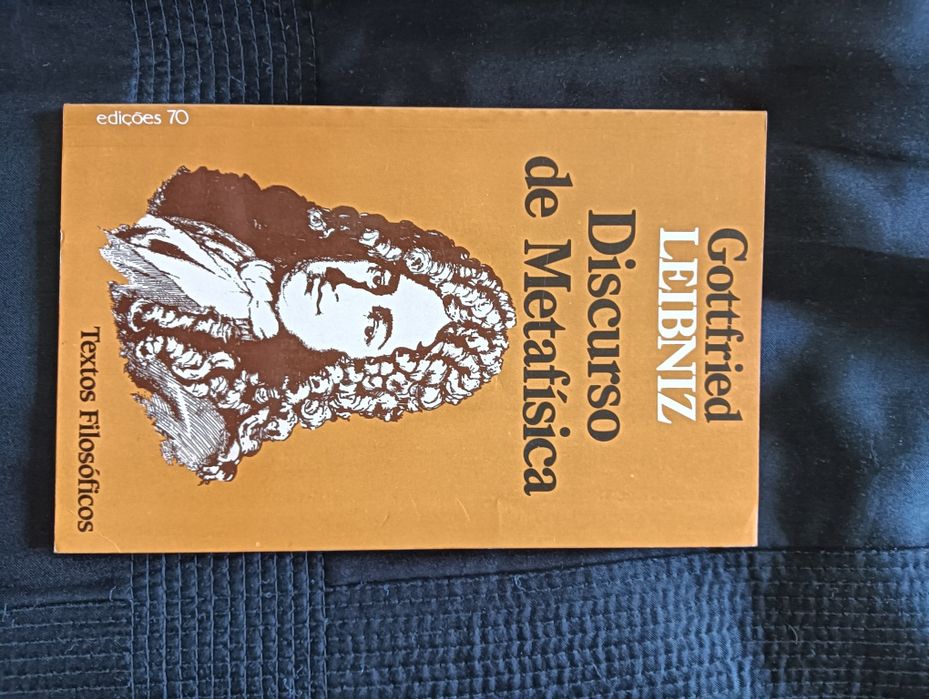 Gottfried
LEIBNIZ
Discurso
de Metafísica
Textos Filosóficos
edições 70